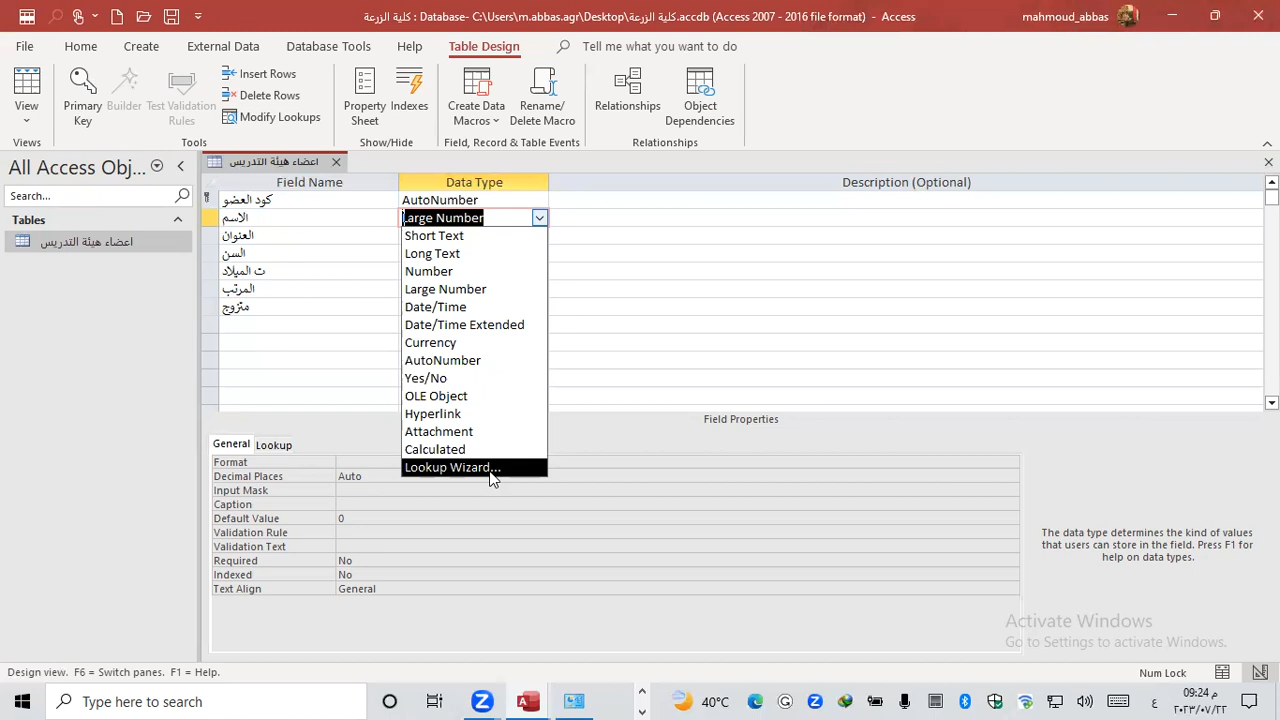 كلية الزرعة : Database- C:\Users\m.abbas.agr\Desktop\كلية الزرعة.accdb (Access 2007 - 2016 file format) - Access
mahmoud_abbas
File Home Create External Data Database Tools Help Table Design Tell me what you want to do
View
Primary Key
Builder
Test Validation Rules
Insert Rows
Delete Rows
Modify Lookups
Property Sheet
Indexes
Create Data Macros
Rename/ Delete Macro
Relationships
Object Dependencies
Views Tools Show/Hide Field, Record & Table Events Relationships
All Access Obj...
Search...
Tables
اعضاء هيئة التدريس
اعضاء هيئة التدريس
Field Name Data Type Description (Optional)
كود العضو AutoNumber
الاسم Large Number
العنوان
السن
ت الميلاد
المرتب
متزوج
Short Text
Long Text
Number
Large Number
Date/Time
Date/Time Extended
Currency
AutoNumber
Yes/No
OLE Object
Hyperlink
Attachment
Calculated
Lookup Wizard...
Field Properties
General Lookup
Format
Decimal Places Auto
Input Mask
Caption
Default Value 0
Validation Rule
Validation Text
Required No
Indexed No
Text Align General
The data type determines the kind of values
that users can store in the field. Press F1 for
help on data types.
Activate Windows
Go to Settings to activate Windows.
Design view. F6 = Switch panes. F1 = Help.
Num Lock
Type here to search
40°C
ع
09:24 م
٢٠٢٣/٠٧/٢٢